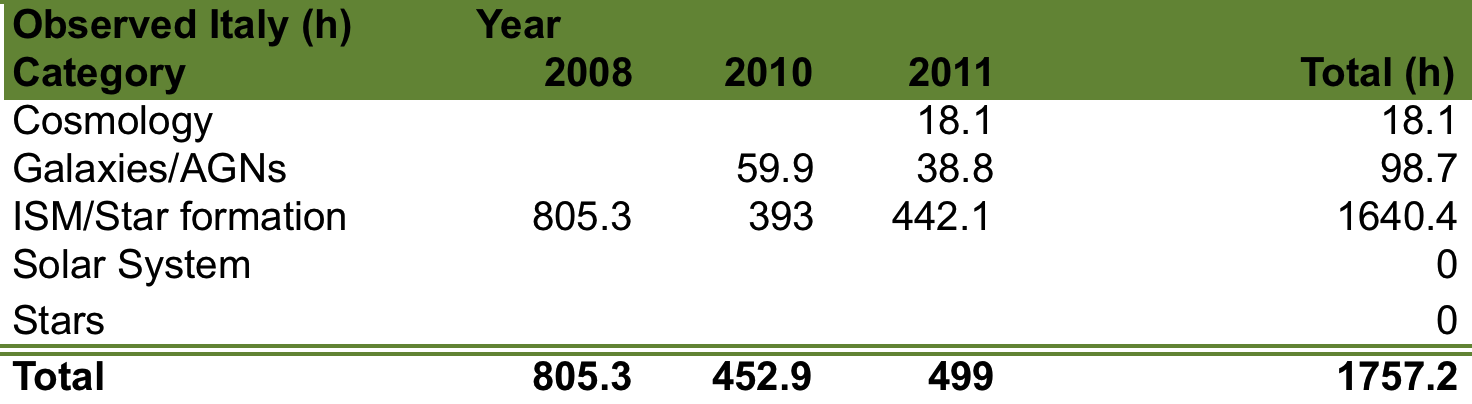 Observed Italy (h) Year
Category 2008 2010 2011 Total (h)
Cosmology 18.1 18.1
Galaxies/AGNs 59.9 38.8 98.7
ISM/Star formation 805.3 393 442.1 1640.4
Solar System 0
Stars 0
Total 805.3 452.9 499 1757.2